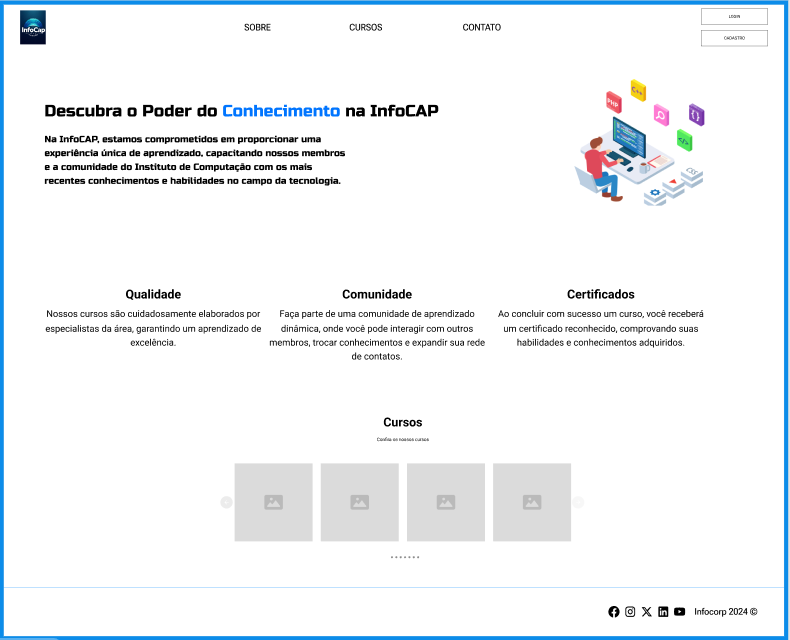 InfoCap
SOBRE
CURSOS
CONTATO
LOGIN
CADASTRO
Descubra o Poder do Conhecimento na InfoCAP
Na InfoCAP, estamos comprometidos em proporcionar uma
experiência única de aprendizado, capacitando nossos membros
e a comunidade do Instituto de Computação com os mais
recentes conhecimentos e habilidades no campo da tecnologia.
PHP
C++
{}
</>
CSS
Qualidade
Nossos cursos são cuidadosamente elaborados por
especialistas da área, garantindo um aprendizado de
excelência.
Comunidade
Faça parte de uma comunidade de aprendizado
dinâmica, onde você pode interagir com outros
membros, trocar conhecimentos e expandir sua rede
de contatos.
Certificados
Ao concluir com sucesso um curso, você receberá
um certificado reconhecido, comprovando suas
habilidades e conhecimentos adquiridos.
Cursos
Confira os nossos cursos
Infocorp 2024 ©